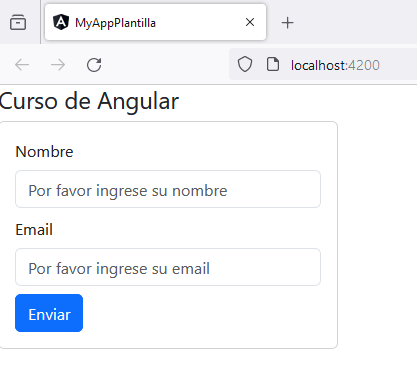 MyAppPlantilla
localhost:4200
Curso de Angular
Nombre
Por favor ingrese su nombre
Email
Por favor ingrese su email
Enviar